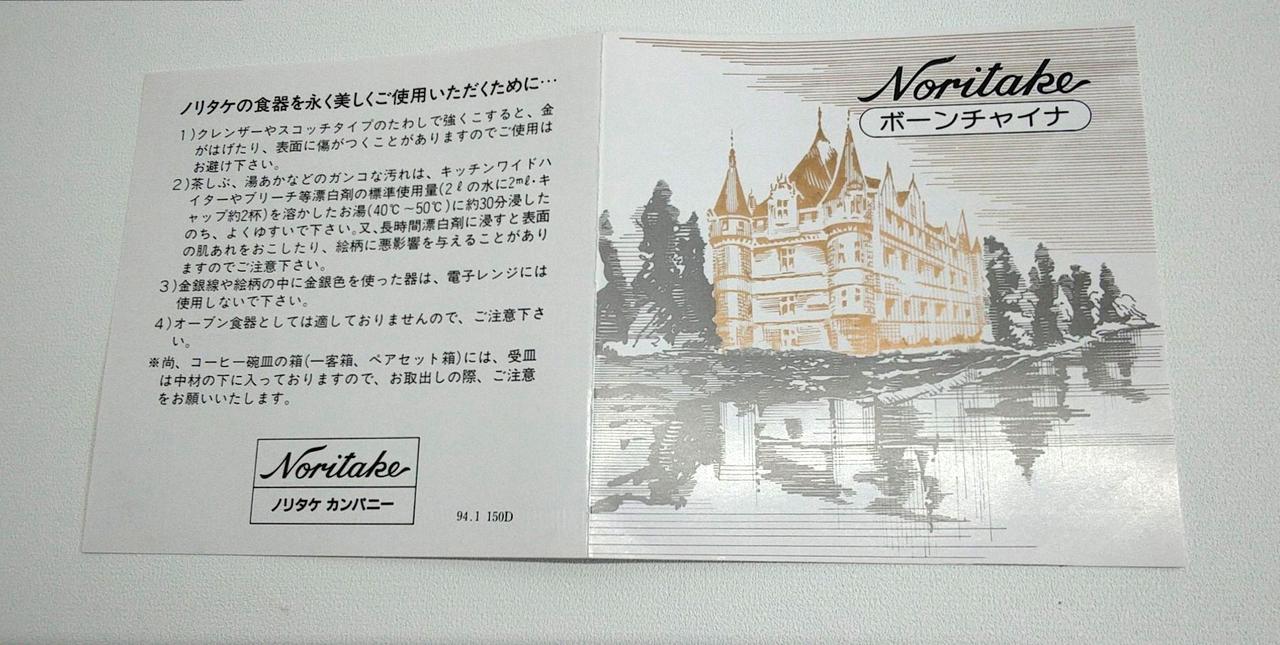 ノリタケの食器を永く美しくご使用いただくために…
1)クレンザーやスコッチタイプのたわしで強くこすると、金
がはげたり、表面に傷がつくことがありますのでご使用は
お避け下さい。
2)茶しぶ、湯あかなどのガンコな汚れは、キッチンワイドハ
イターやブリーチ等漂白剤の標準使用量(2ℓの水に2mℓ・キ
ャップ約2杯)を溶かしたお湯(40℃～50℃)に約30分浸した
のち、よくゆすいで下さい。又、長時間漂白剤に浸すと表面
の肌あれをおこしたり、絵柄に悪影響を与えることがあり
ますのでご注意下さい。
3)金銀線や絵柄の中に金銀色を使った器は、電子レンジには
使用しないで下さい。
4)オーブン食器としては適しておりませんので、ご注意下さ
い。
※尚、コーヒー碗皿の箱(一客箱、ペアセット箱)には、受皿
は中材の下に入っておりますので、お取出しの際、ご注意
をお願いいたします。
Noritake
ノリタケ カンパニー
94.1 150D
Noritake
ボーンチャイナ